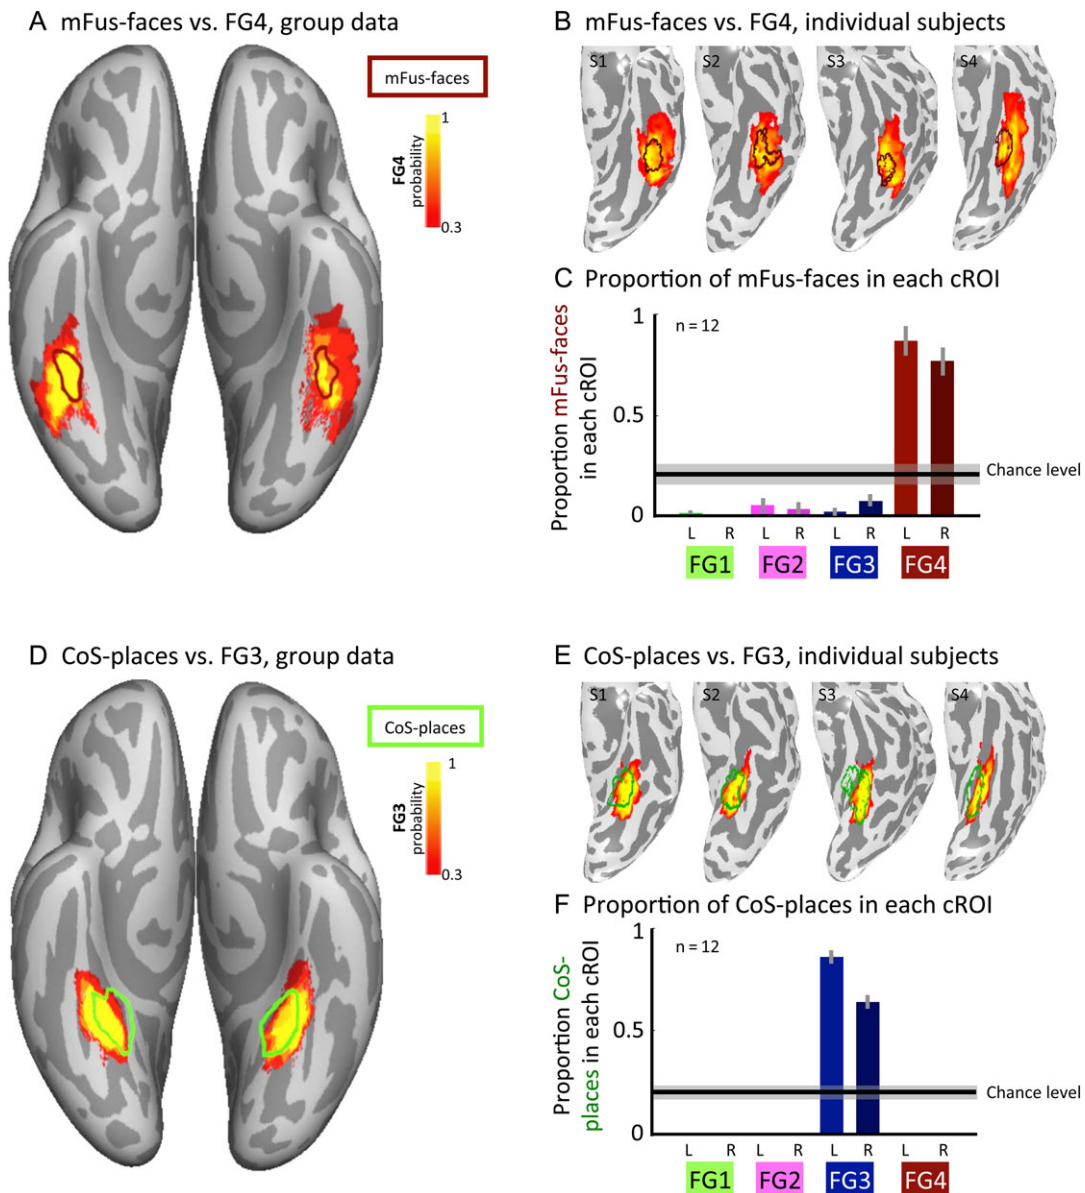 A mFus-faces vs. FG4, group data
mFus-faces
1
FG4
probability
0.3
B mFus-faces vs. FG4, individual subjects
S1 S2 S3 S4
C Proportion of mFus-faces in each cROI
Proportion mFus-faces
in each cROI
1
n = 12
0.5
Chance level
0
L R L R L R L R
FG1 FG2 FG3 FG4
D CoS-places vs. FG3, group data
CoS-places
1
FG3
probability
0.3
E CoS-places vs. FG3, individual subjects
S1 S2 S3 S4
F Proportion of CoS-places in each cROI
Proportion CoS-
places in each cROI
1
n = 12
0.5
Chance level
0
L R L R L R L R
FG1 FG2 FG3 FG4